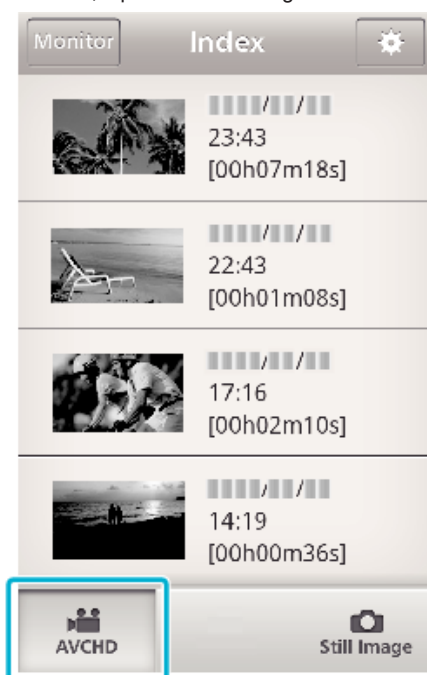 Monitor Index
23:43
[00h07m18s]
22:43
[00h01m08s]
17:16
[00h02m10s]
14:19
[00h00m36s]
AVCHD Still Image